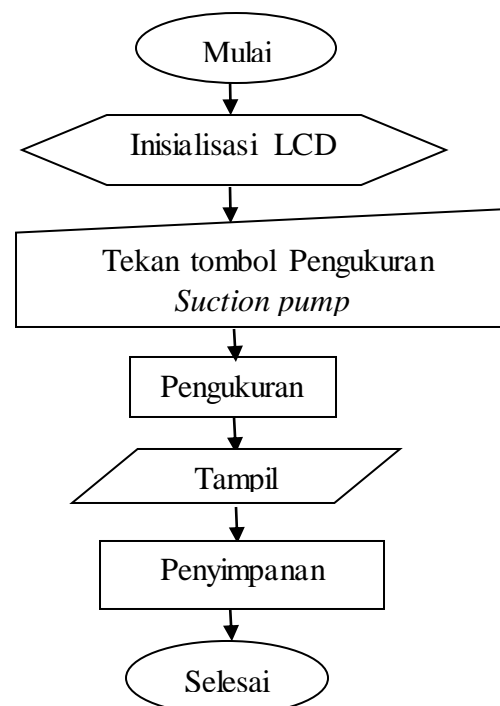 Mulai
Inisialisasi LCD
Tekan tombol Pengukuran
Suction pump
Pengukuran
Tampil
Penyimpanan
Selesai